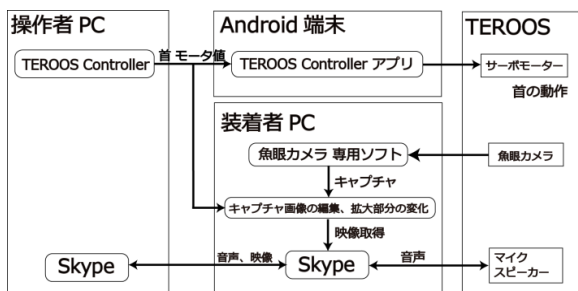 操作者 PC
TEROOS Controller
首 モータ値
Android 端末
TEROOS Controller アプリ
TEROOS
サーボモーター
首の動作
装着者 PC
魚眼カメラ 専用ソフト
魚眼カメラ
キャプチャ
キャプチャ画像の編集、拡大部分の変化
映像取得
Skype
音声、映像
Skype
音声
マイク
スピーカー